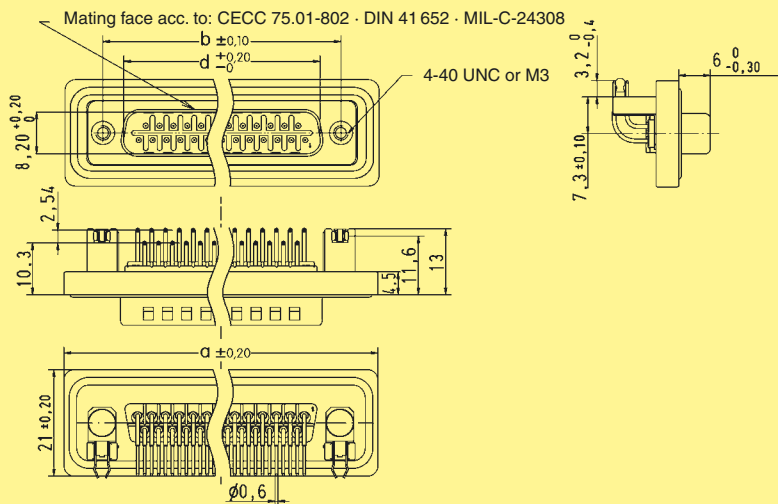 Mating face acc. to: CECC 75.01-802 · DIN 41 652 · MIL-C-24308
b ±0,10
d +0,20 -0
4-40 UNC or M3
8,20 +0,20 0
3,2 0 -0,4
6 0 -0,30
7,3 ±0,10
2,54
10,3
4,5
11,6
13
a ±0,20
21 ±0,20
ø0,6